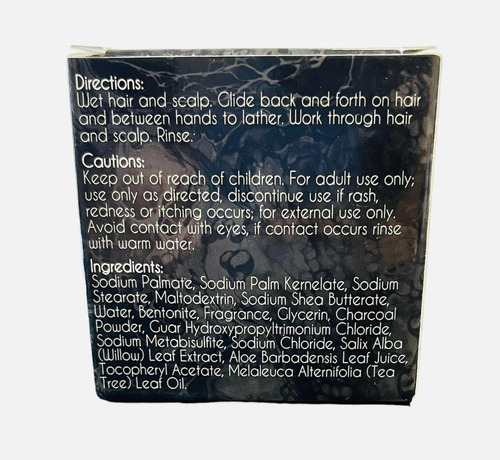 Directions:
Wet hair and scalp. Glide back and forth on hair
and between hands to lather. Work through hair
and scalp. Rinse.
Cautions:
Keep out of reach of children. For adult use only;
use only as directed, discontinue use if rash,
redness or itching occurs; for external use only.
Avoid contact with eyes, if contact occurs rinse
with warm water.
Ingredients:
Sodium Palmate, Sodium Palm Kernelate, Sodium
Stearate, Maltodextrin, Sodium Shea Butterate,
Water, Bentonite, Fragrance, Glycerin, Charcoal
Powder, Guar Hydroxypropyltrimonium Chloride,
Sodium Metabisulfite, Sodium Chloride, Salix Alba
(Willow) Leaf Extract, Aloe Barbadensis Leaf Juice,
Tocopheryl Acetate, Melaleuca Alternifolia (Tea
Tree) Leaf Oil.